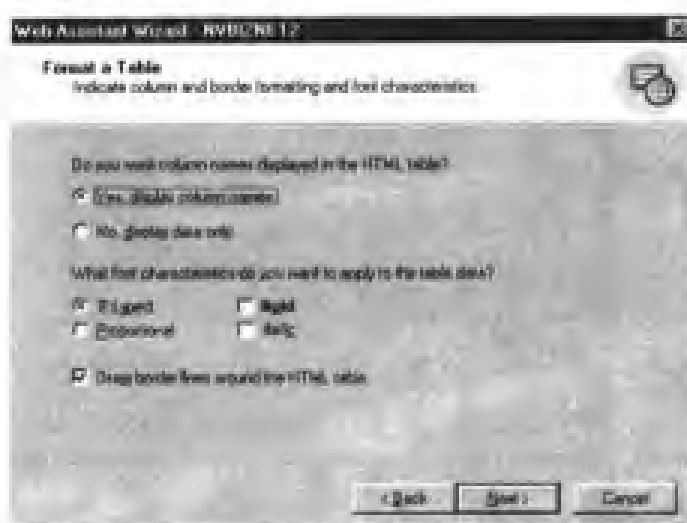 Web Assistant Wizard - NVBIZNET2
Format a Table
Indicate column and border formatting and font characteristics.
Do you want column names displayed in the HTML table?
Yes, display column names
No, display data only
What font characteristics do you want to apply to the table data?
Fixed Bold
Proportional Italic
Draw border lines around the HTML table
< Back Next > Cancel